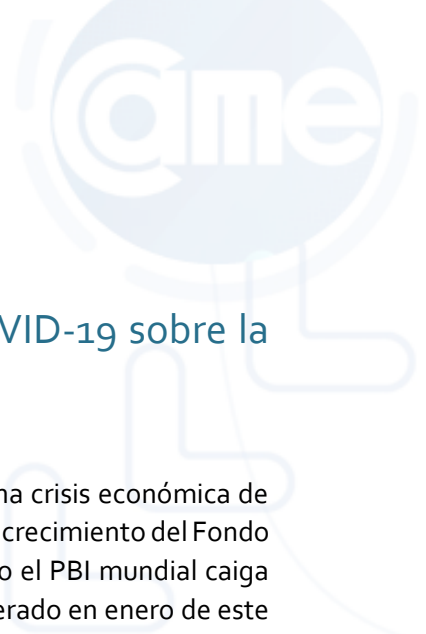 came
VID-19 sobre la
na crisis económica de
crecimiento del Fondo
o el PBI mundial caiga
erado en enero de este